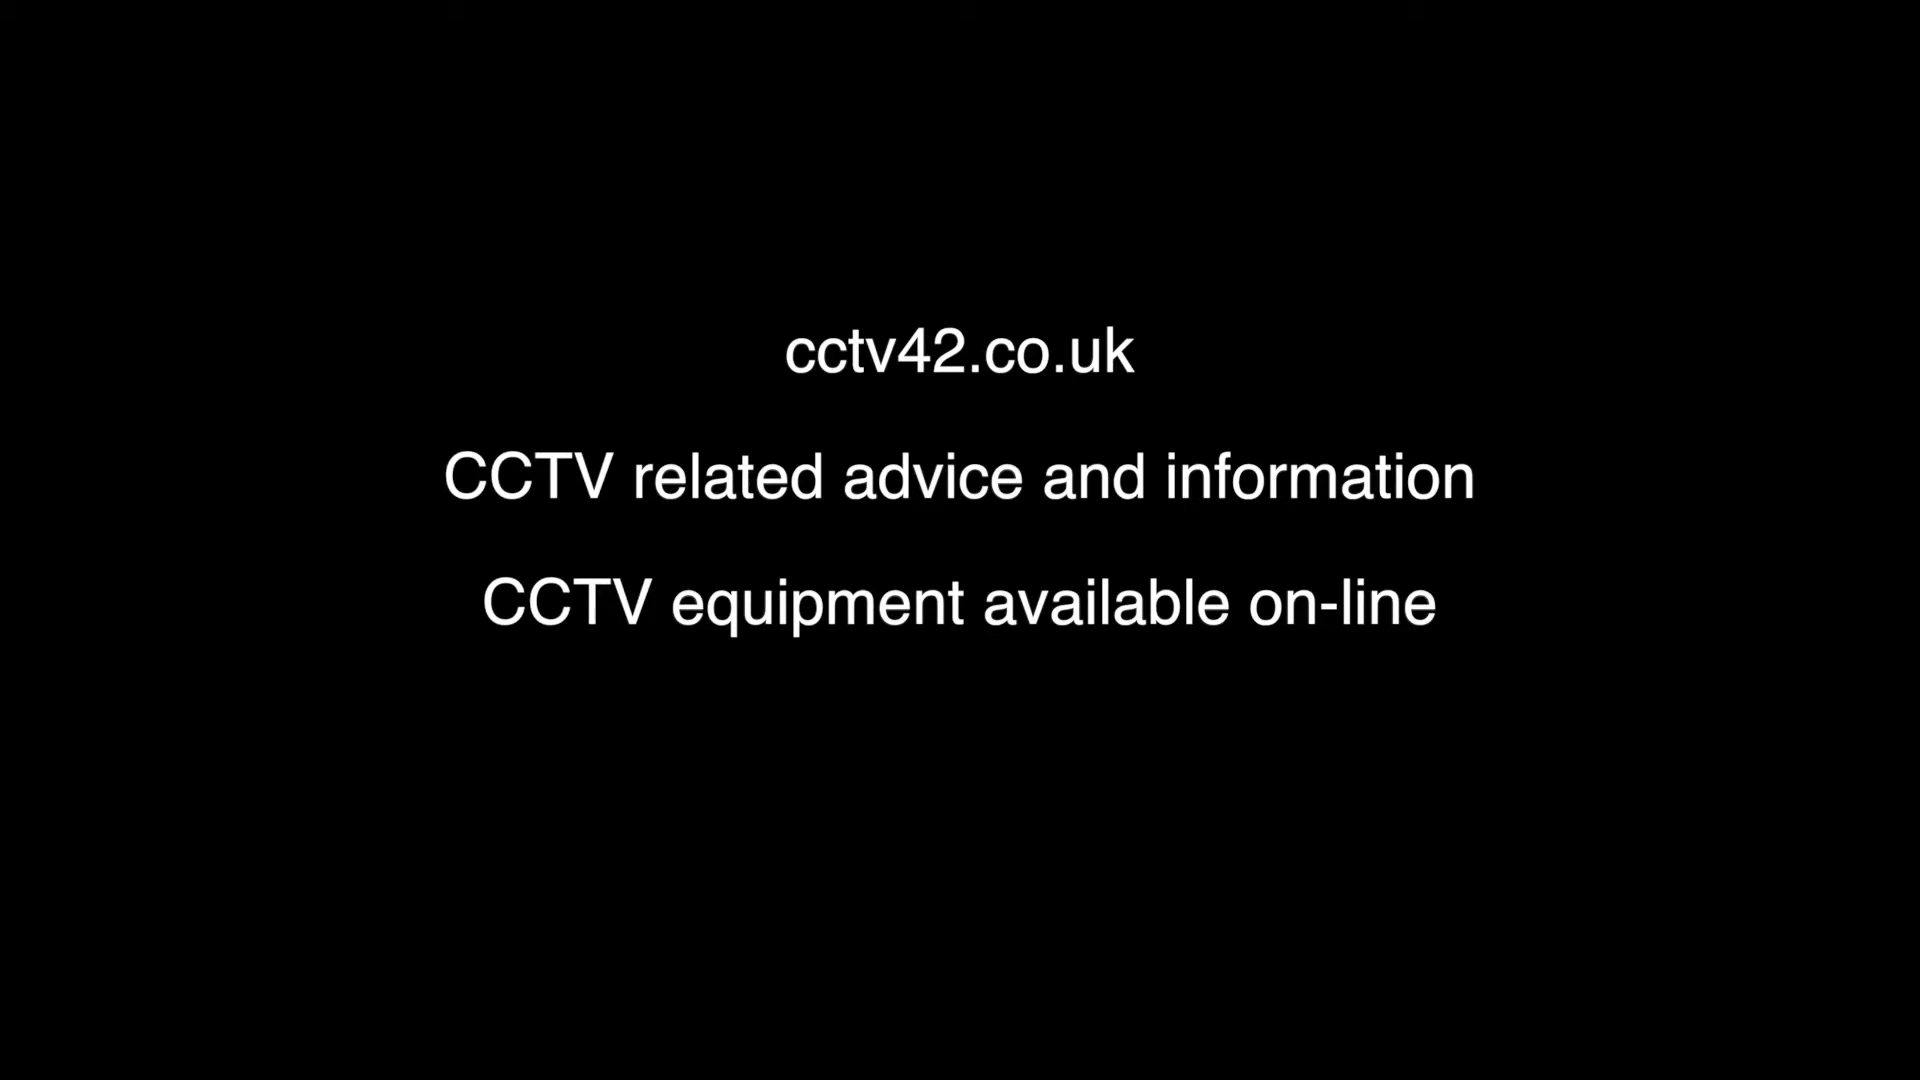 cctv42.co.uk
CCTV related advice and information
CCTV equipment available on-line